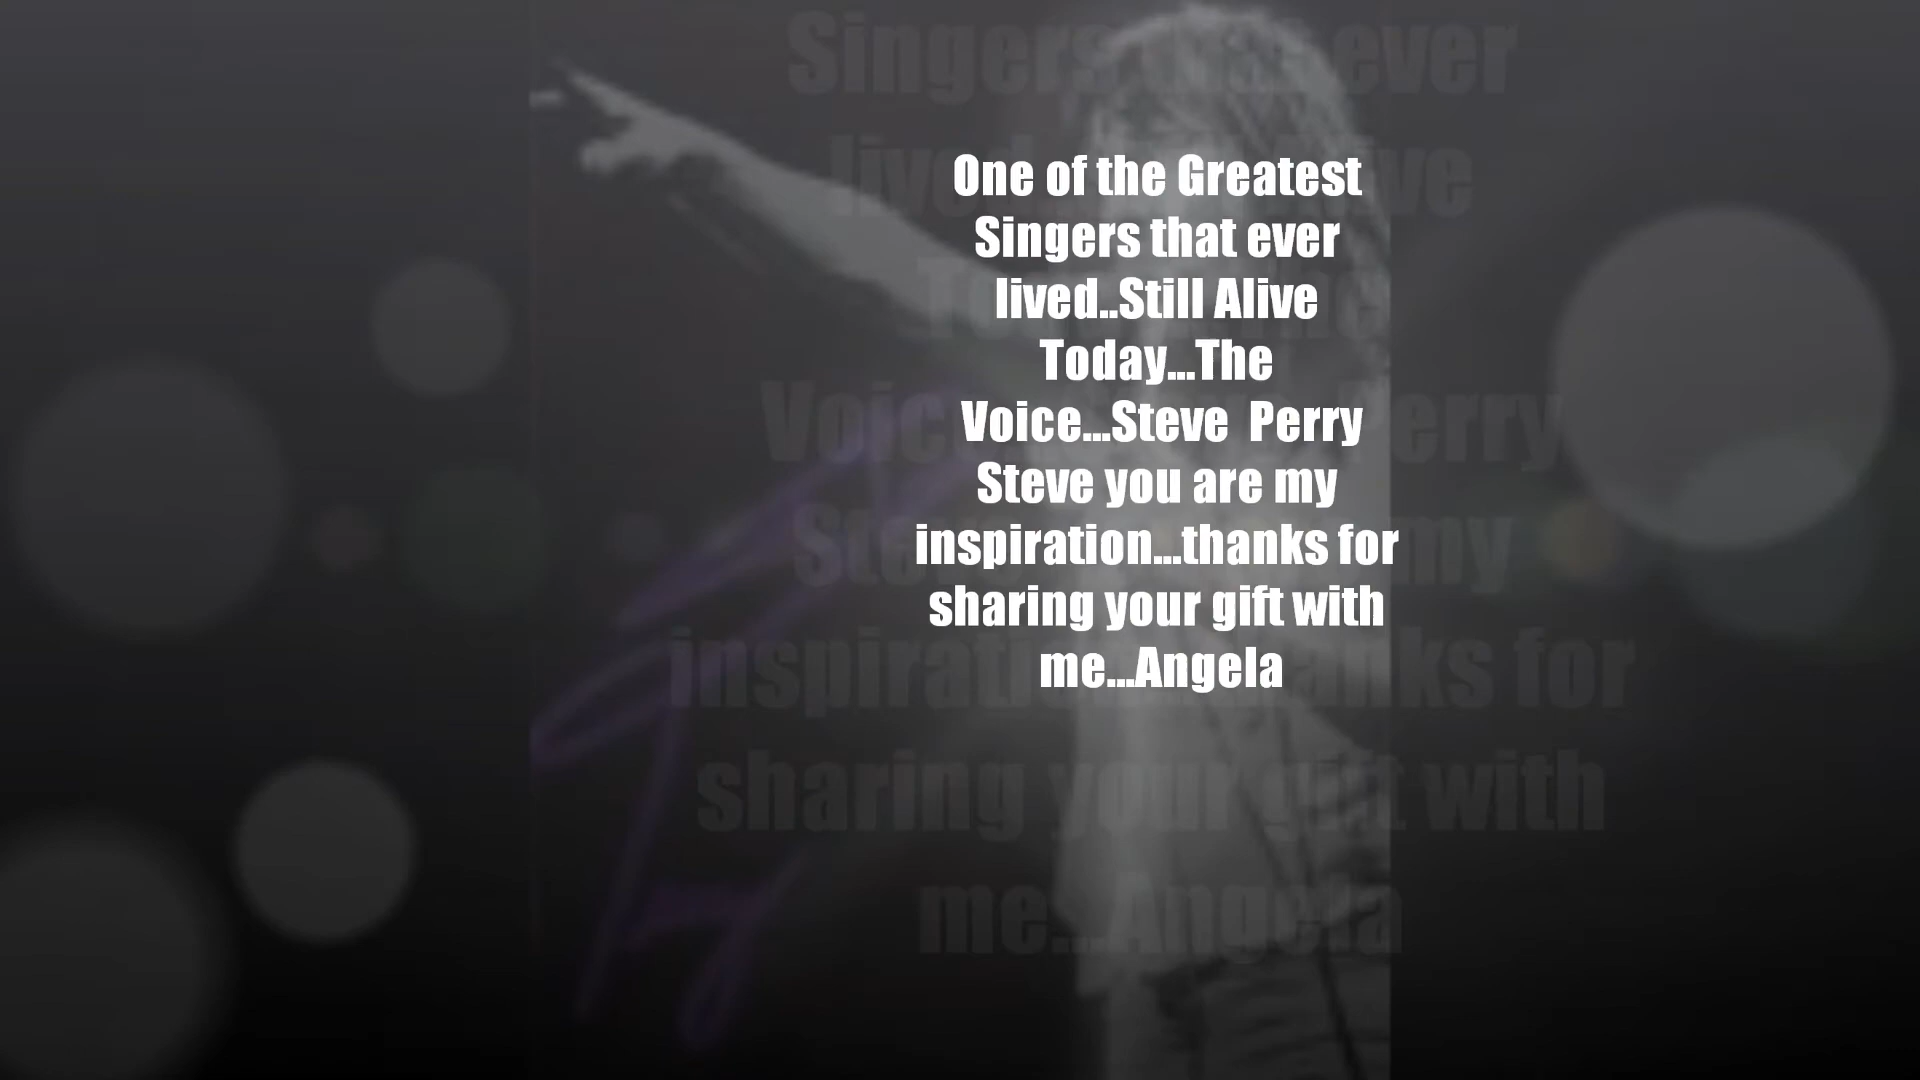 One of the Greatest
Singers that ever
lived..Still Alive
Today...The
Voice...Steve  Perry
Steve you are my
inspiration...thanks for
sharing your gift with
me...Angela